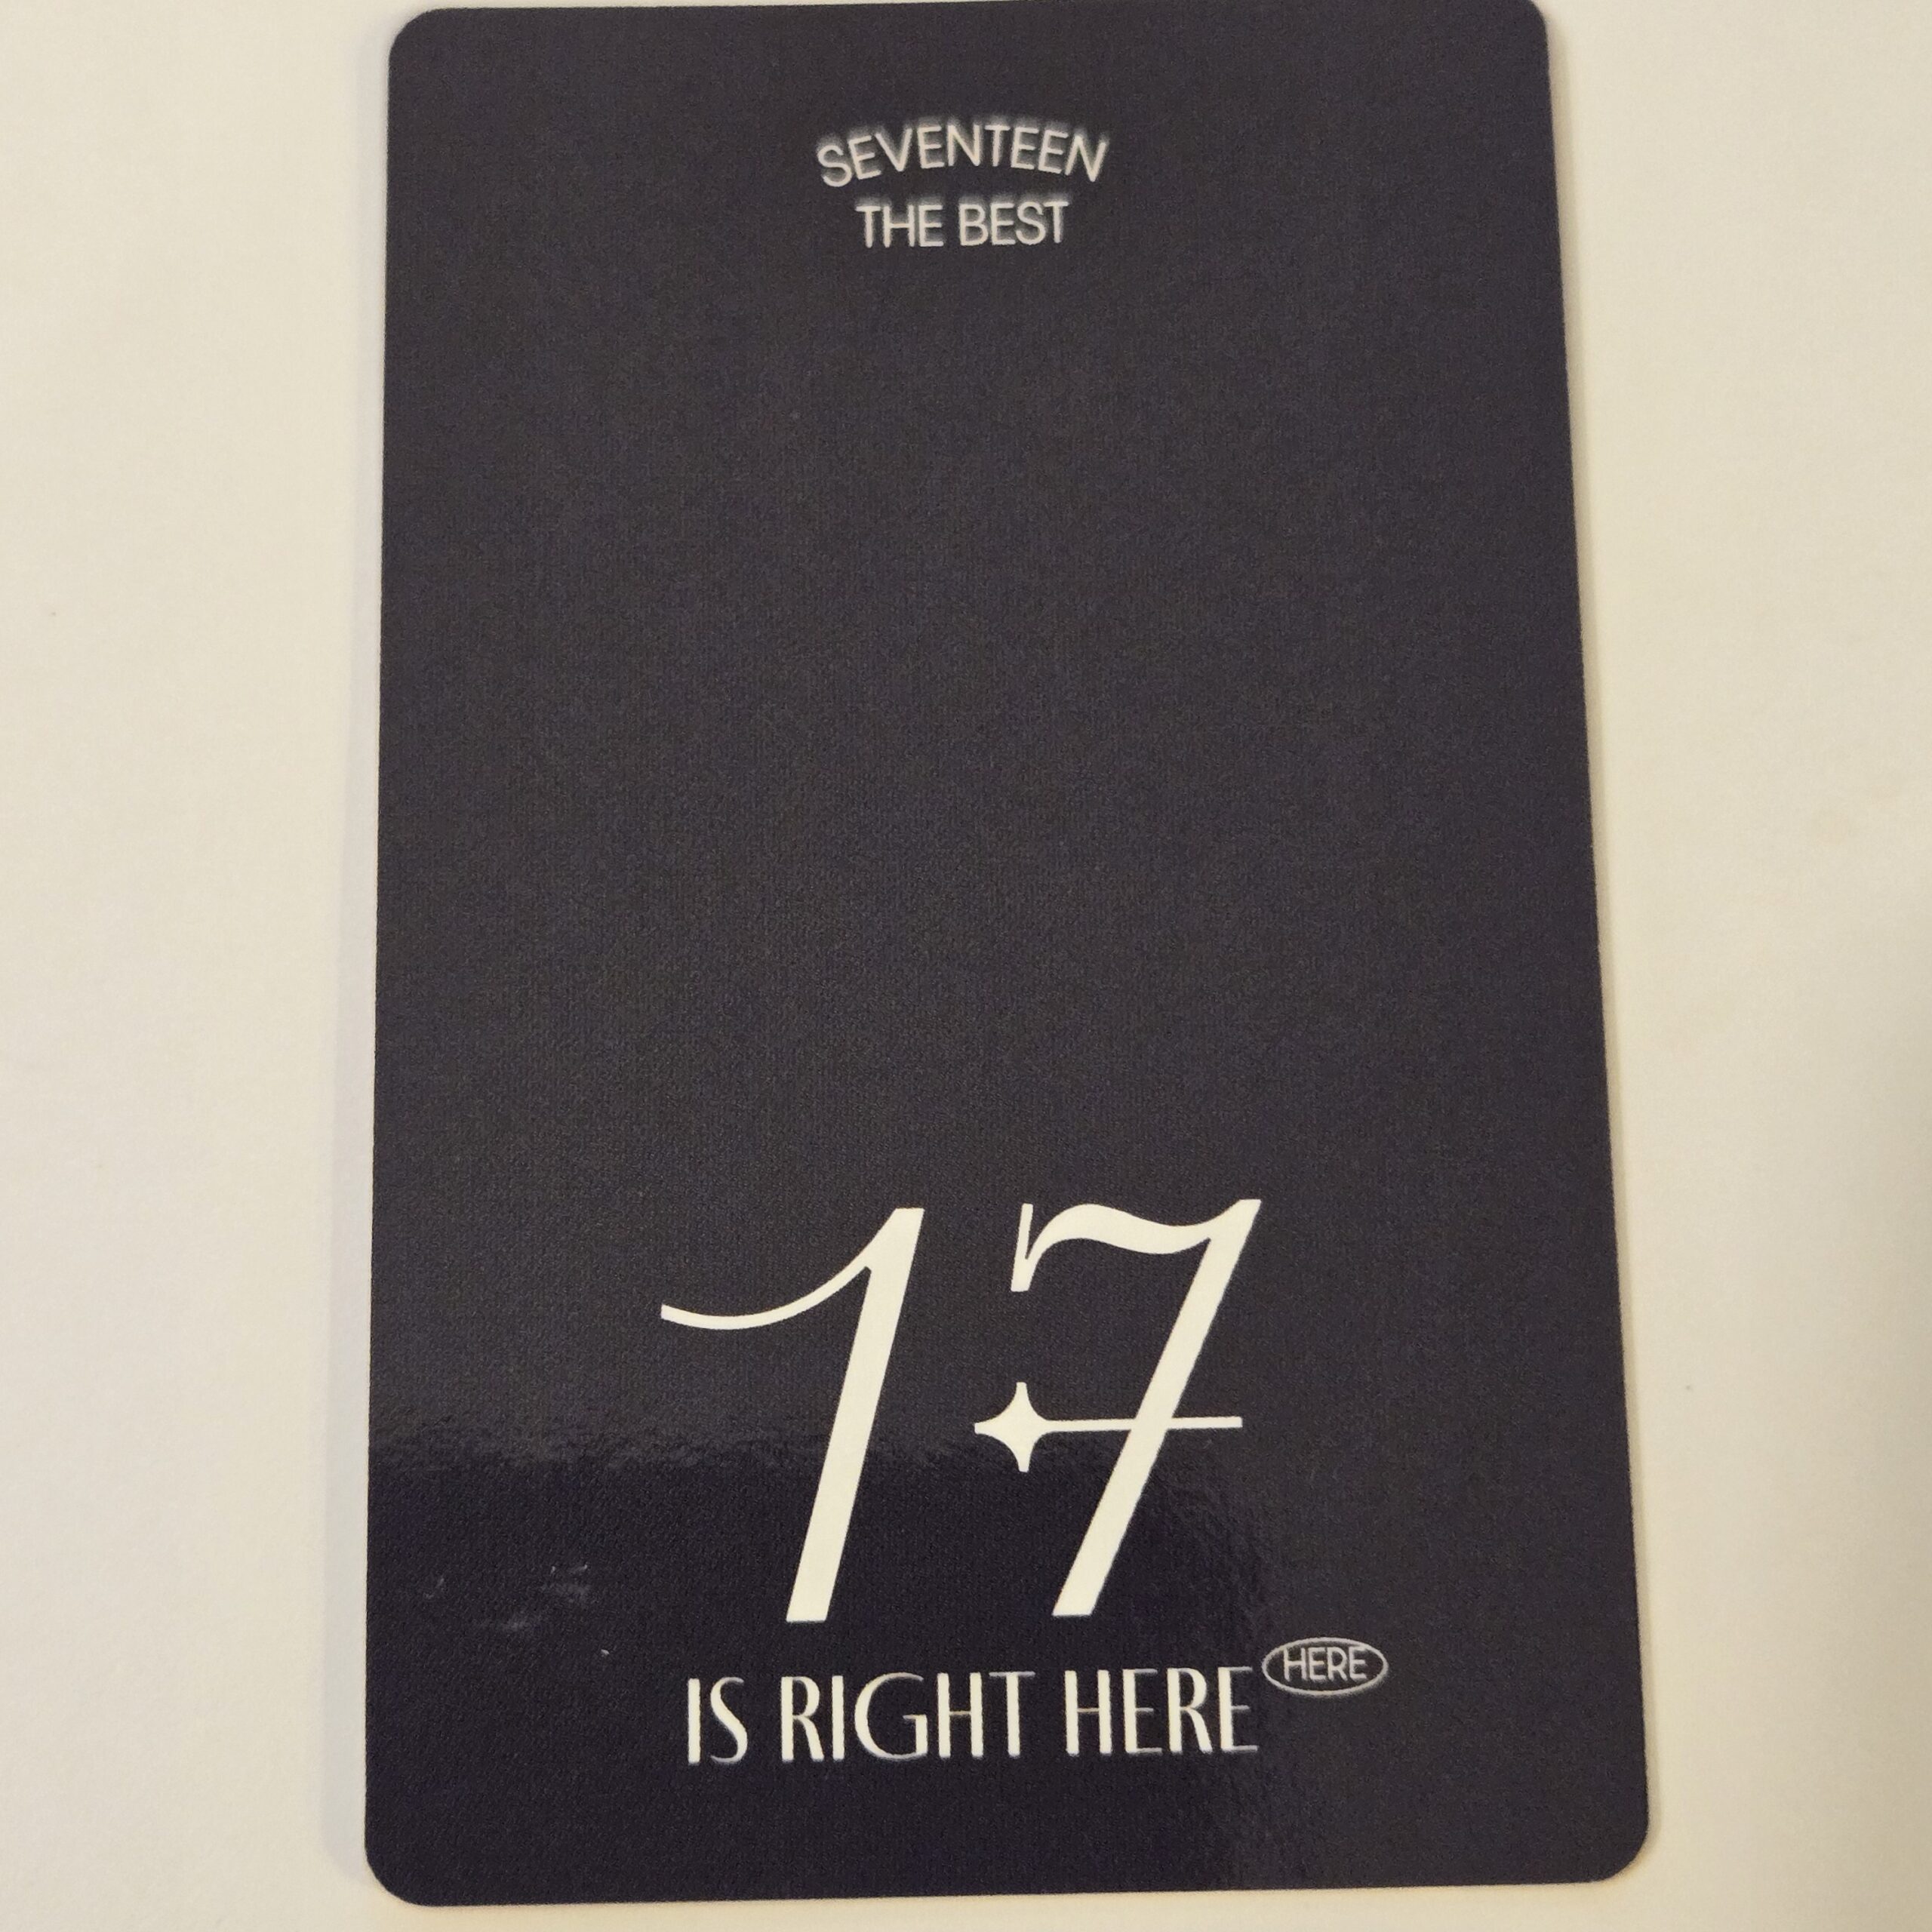 SEVENTEEN
THE BEST
17
IS RIGHT HERE HERE